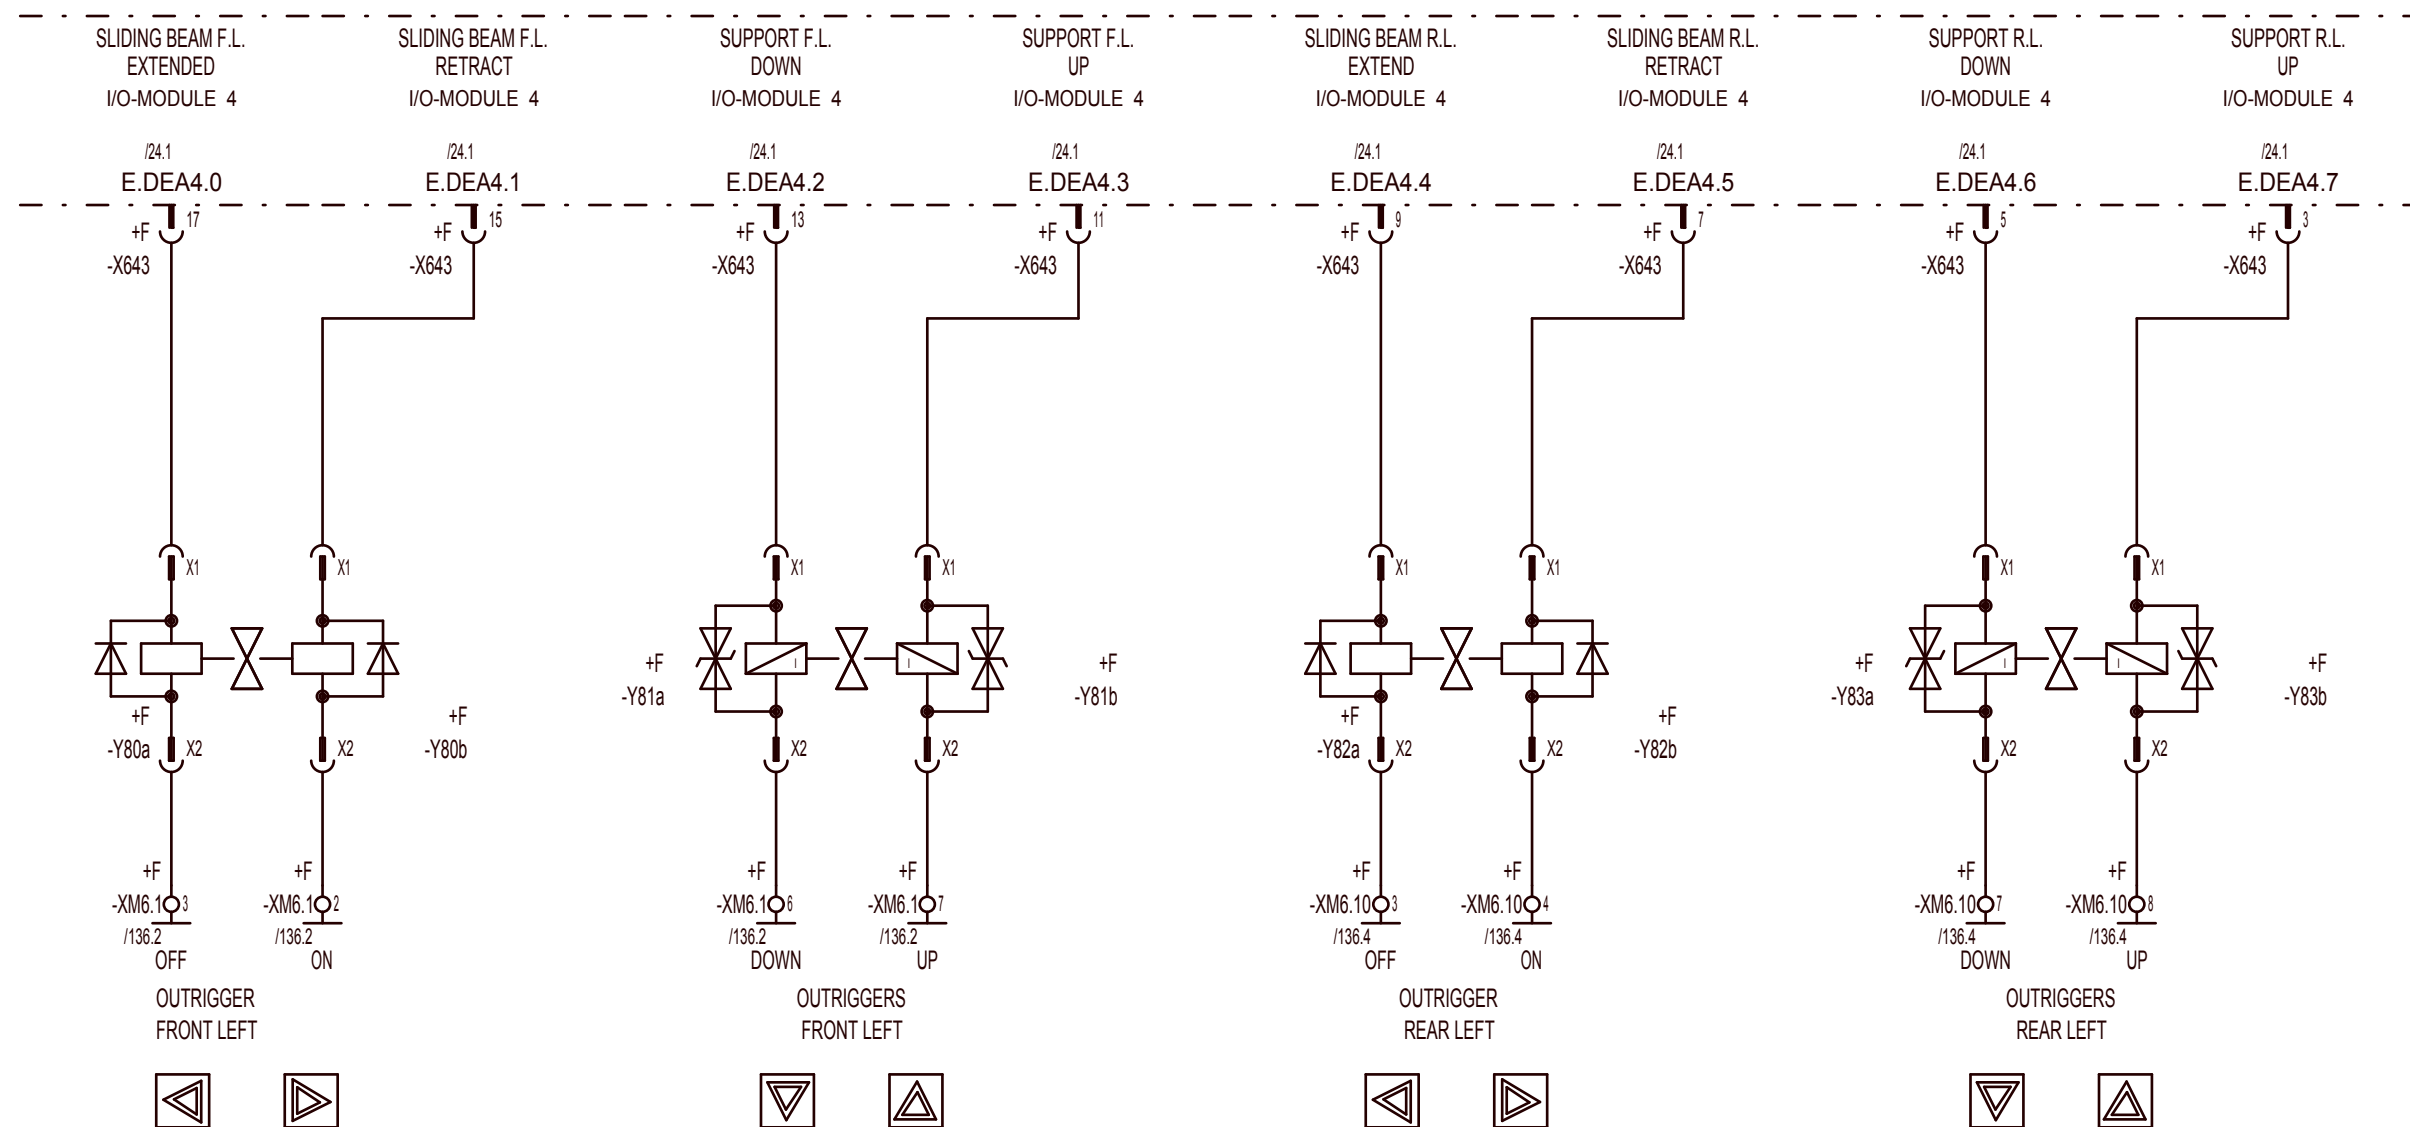 SLIDING BEAM F.L. SLIDING BEAM F.L. SUPPORT F.L. SUPPORT F.L. SLIDING BEAM R.L. SLIDING BEAM R.L. SUPPORT R.L. SUPPORT R.L.
EXTENDED RETRACT DOWN UP EXTEND RETRACT DOWN UP
I/O-MODULE 4 I/O-MODULE 4 I/O-MODULE 4 I/O-MODULE 4 I/O-MODULE 4 I/O-MODULE 4 I/O-MODULE 4 I/O-MODULE 4
/24.1 /24.1 /24.1 /24.1 /24.1 /24.1 /24.1 /24.1
E.DEA4.0 E.DEA4.1 E.DEA4.2 E.DEA4.3 E.DEA4.4 E.DEA4.5 E.DEA4.6 E.DEA4.7
17 15 13 11 9 7 5 3
+F +F +F +F +F +F +F +F
-X643 -X643 -X643 -X643 -X643 -X643 -X643 -X643
X1 X1 X1 X1 X1 X1 X1 X1
+F +F +F +F
-Y81a -Y81b -Y83a -Y83b
+F +F +F +F
-Y80a X2 X2 -Y80b X2 X2 -Y82a X2 X2 -Y82b X2 X2
+F +F +F +F +F +F +F +F
-XM6.1 3 -XM6.1 2 -XM6.1 6 -XM6.1 7 -XM6.10 3 -XM6.10 4 -XM6.10 7 -XM6.10 8
/136.2 /136.2 /136.2 /136.2 /136.4 /136.4 /136.4 /136.4
OFF ON DOWN UP OFF ON DOWN UP
OUTRIGGER OUTRIGGERS OUTRIGGER OUTRIGGERS
FRONT LEFT FRONT LEFT REAR LEFT REAR LEFT